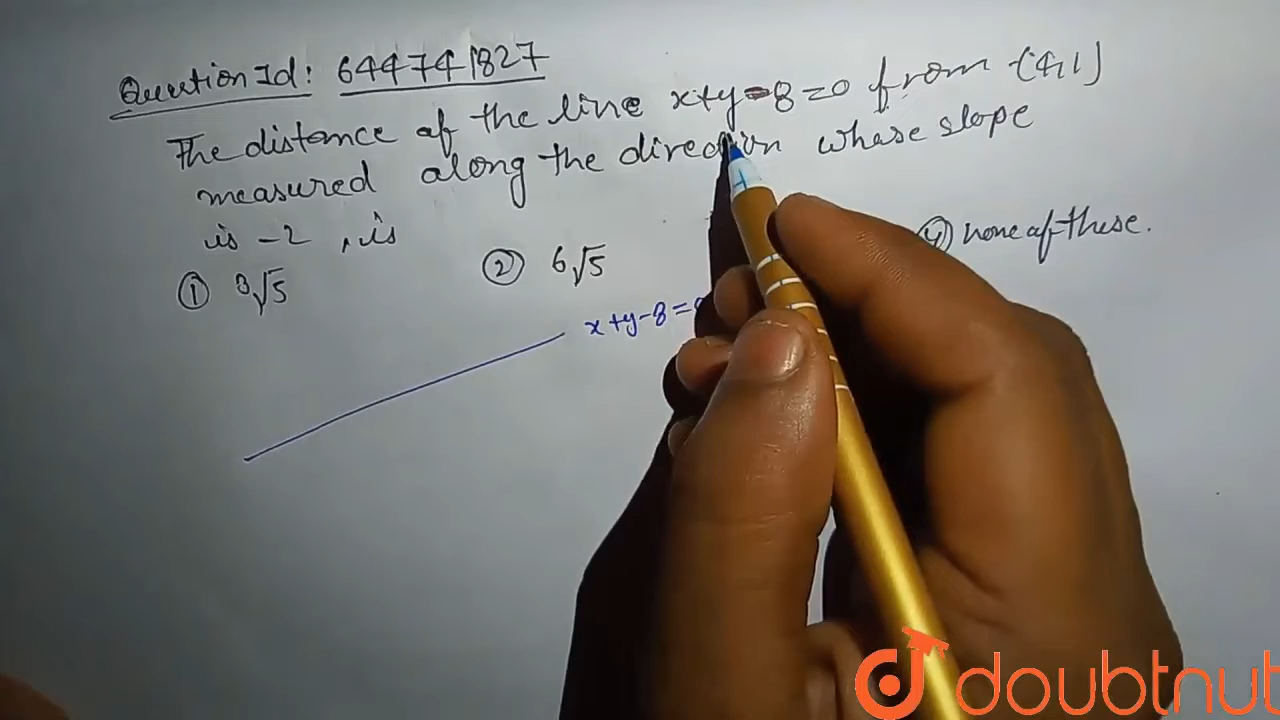 Question Id: 644741827
The distance of the line x+y-8=0 from (4,1)
measured along the direction whose slope
is -2, is
① 3√5 ② 6√5 ④ none of these.
x+y-8=
doubtnut